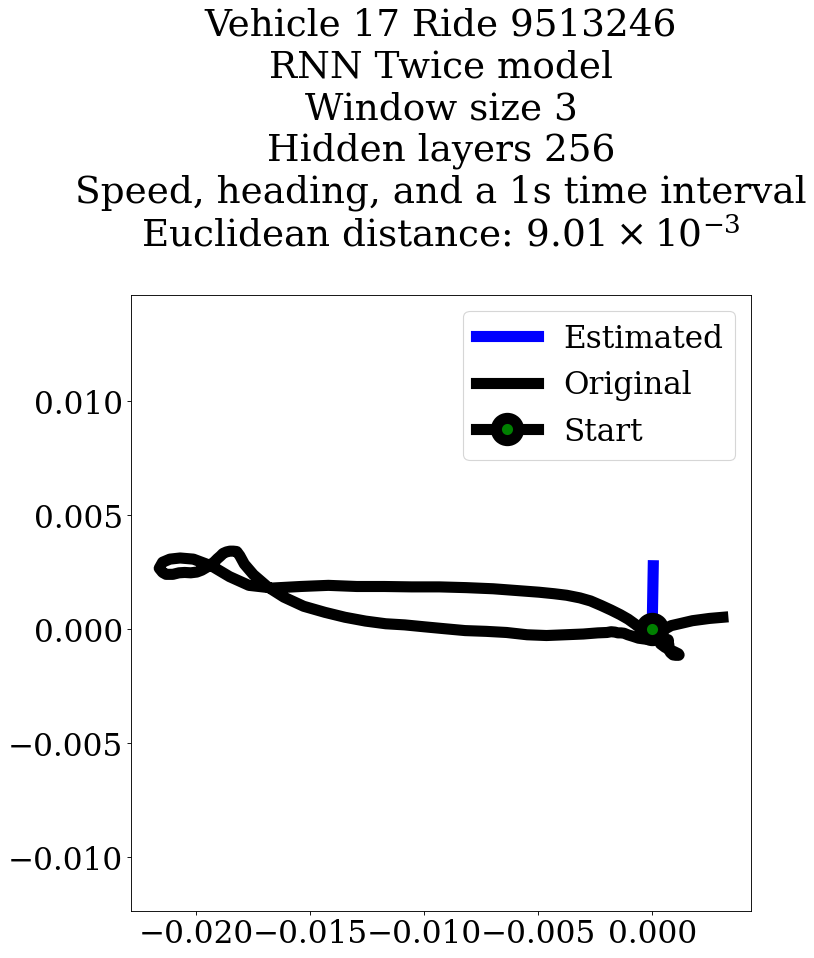 Vehicle 17 Ride 9513246
RNN Twice model
Window size 3
Hidden layers 256
Speed, heading, and a 1s time interval
Euclidean distance: 9.01 × 10⁻³
Estimated
Original
Start
0.010
0.005
0.000
−0.005
−0.010
−0.020 −0.015 −0.010 −0.005 0.000